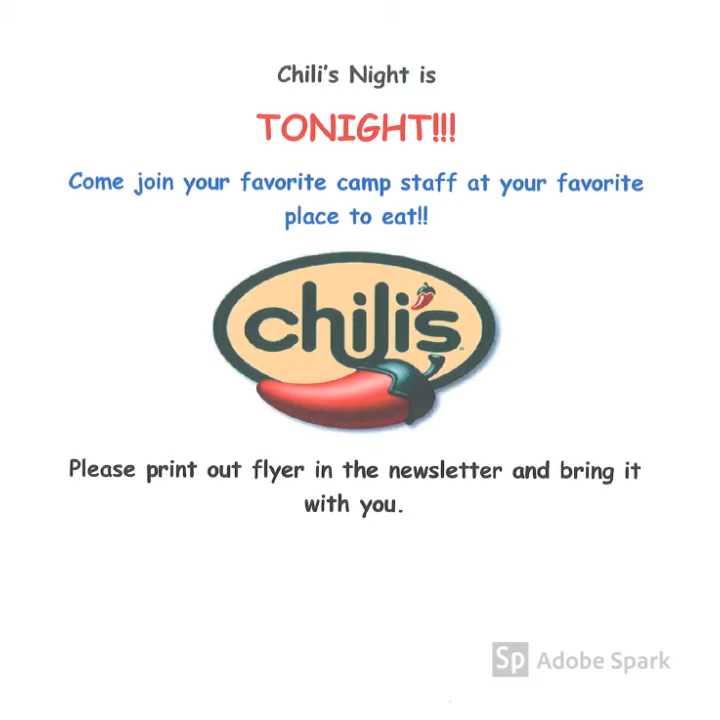 Chili's Night is
TONIGHT!!!
Come join your favorite camp staff at your favorite
place to eat!!
chili's
Please print out flyer in the newsletter and bring it
with you.
Sp Adobe Spark